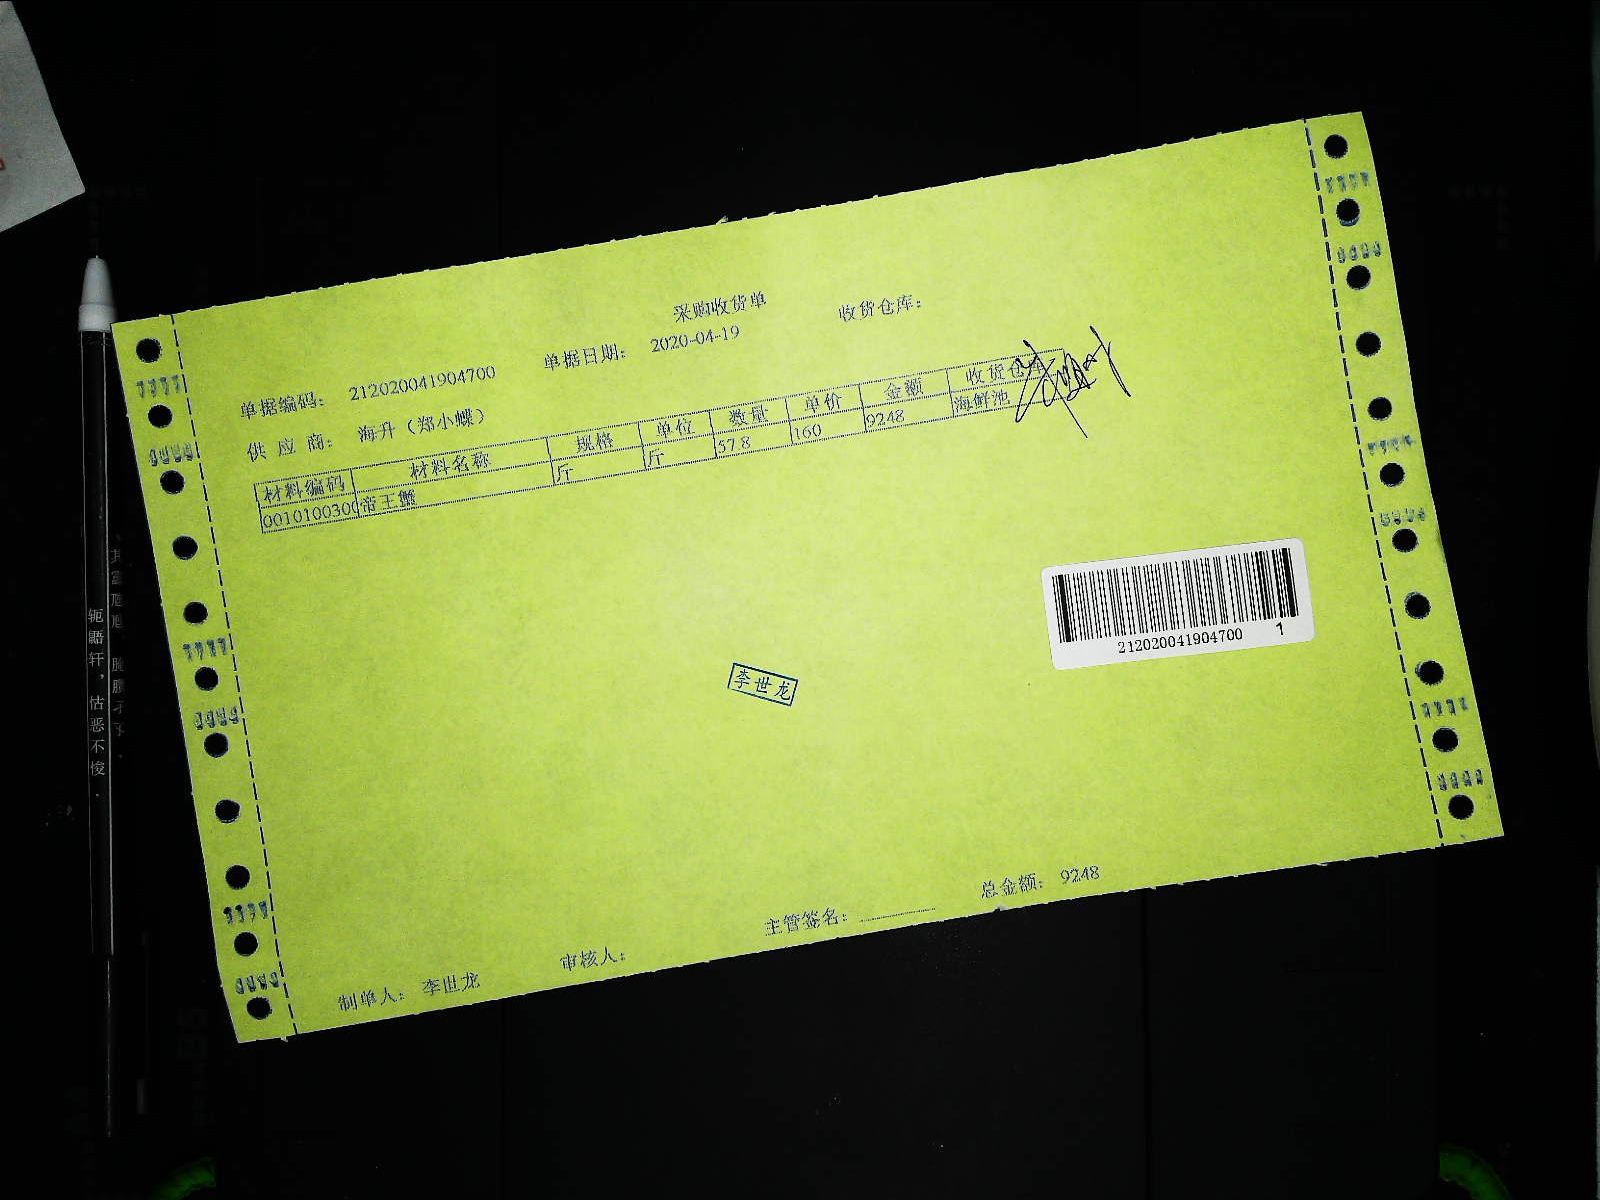 采购收货单
单据编码： 212020041904700 单据日期： 2020-04-19 收货仓库：
供 应 商： 海升（郑小蝶）
材料编码 材料名称 规格 单位 数量 单价 金额 收货仓库
0010100300 帝王蟹 斤 斤 57.8 160 9248 海鲜池
212020041904700 1
李世龙
制单人： 李世龙 审核人： 主管签名： 总金额： 9248